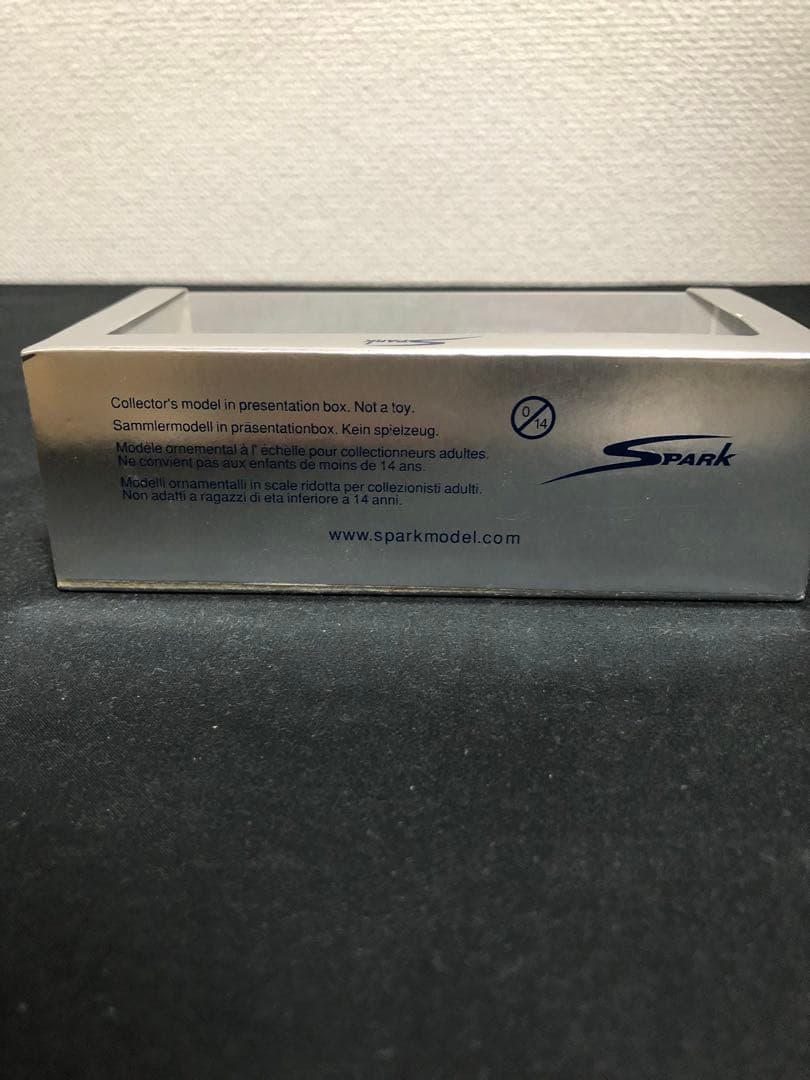 Spark
Collector's model in presentation box. Not a toy.
Sammlermodell in präsentationbox. Kein spielzeug.
Modèle ornemental à l' échelle pour collectionneurs adultes.
Ne convient pas aux enfants de moins de 14 ans.
Modelli ornamentalli in scale ridotta per collezionisti adulti.
Non adatti a ragazzi di eta inferiore a 14 anni.
0
14
SPARK
www.sparkmodel.com